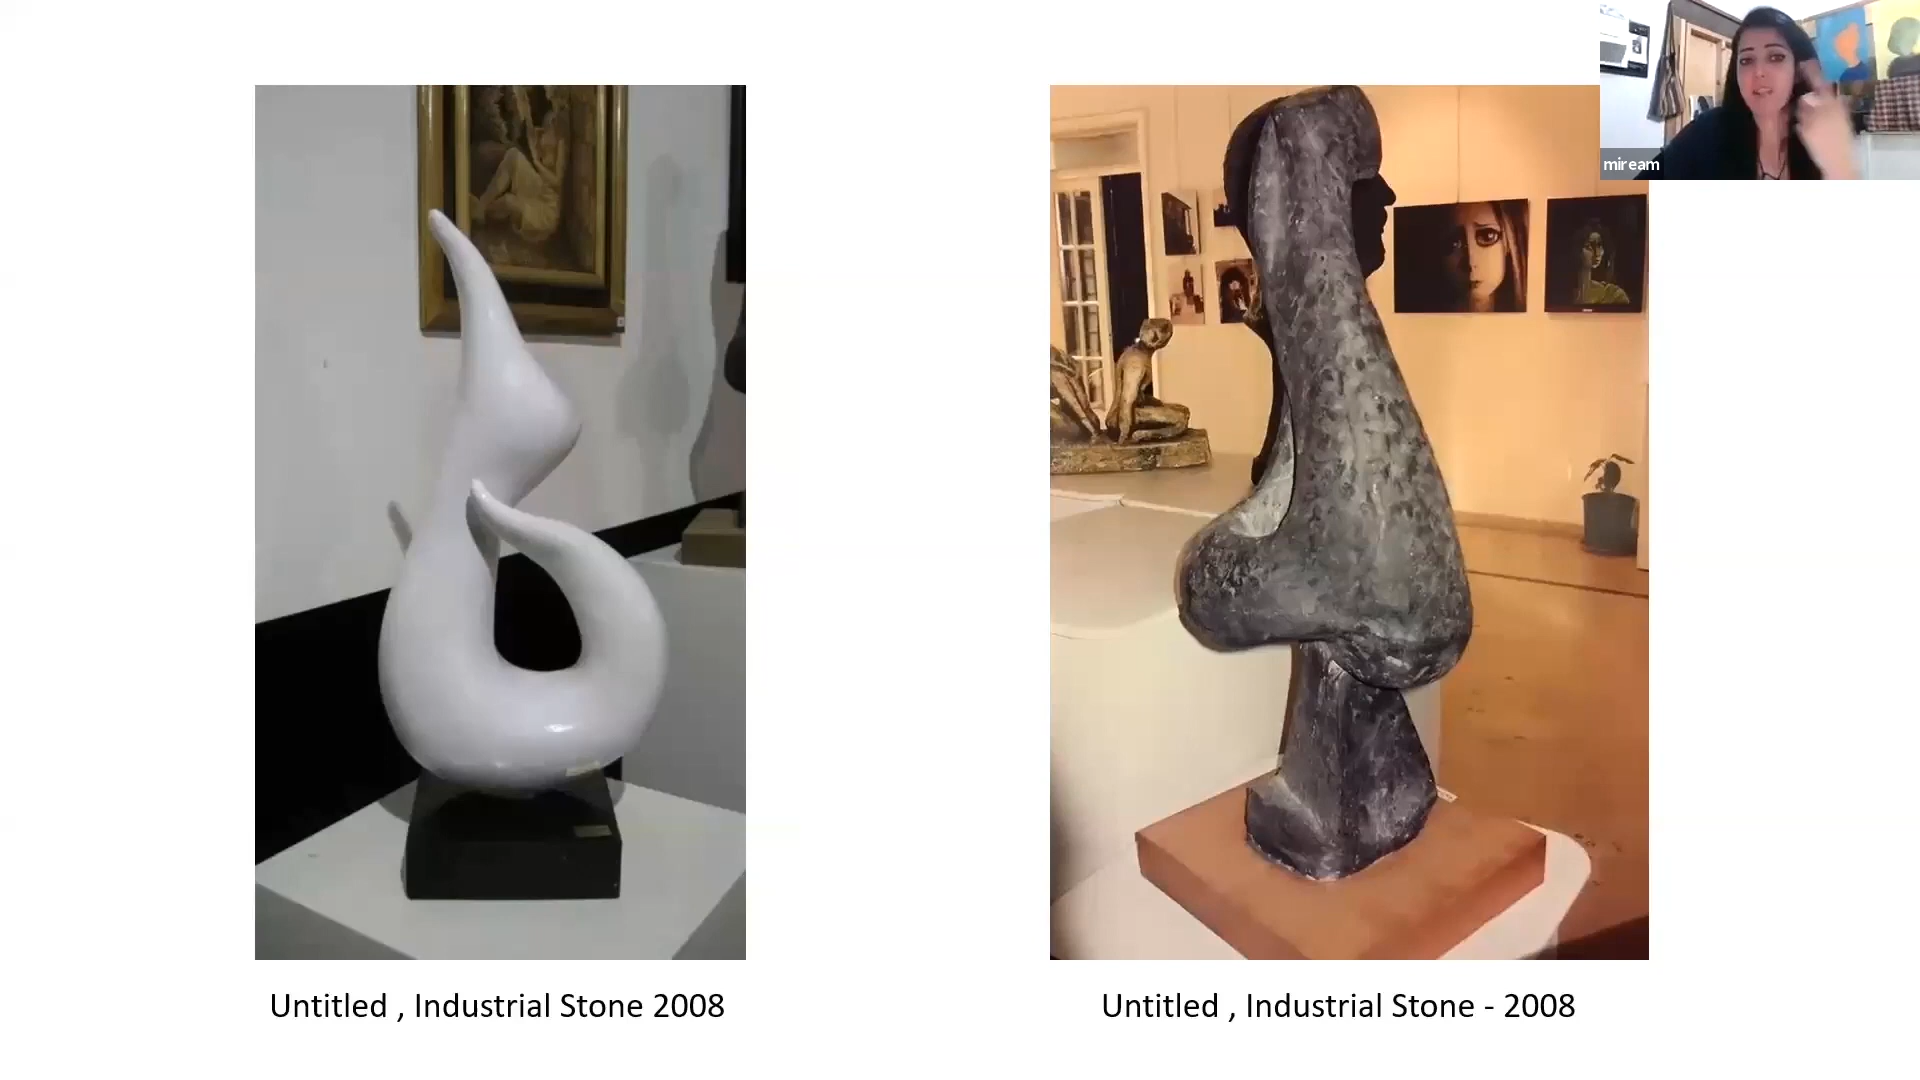 miream
Untitled , Industrial Stone 2008
Untitled , Industrial Stone - 2008